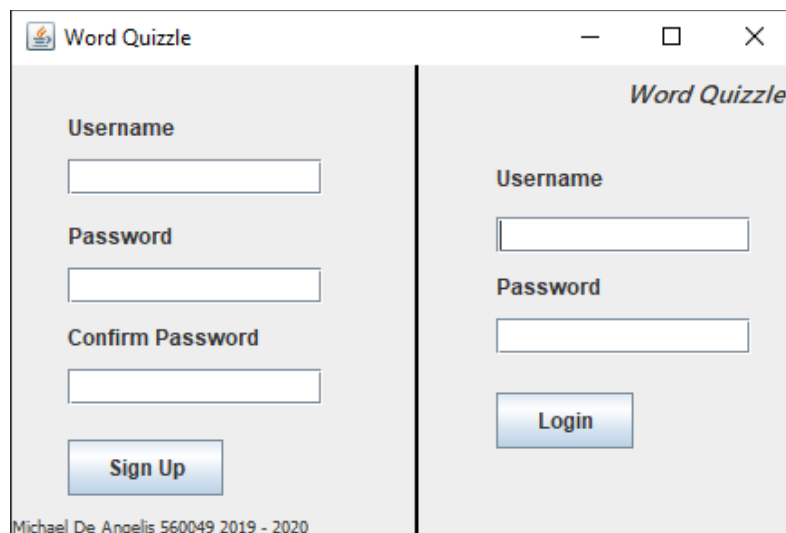 Word Quizzle
Username
Password
Confirm Password
Sign Up
Michael De Angelis 560049 2019 - 2020
Word Quizzle
Username
Password
Login